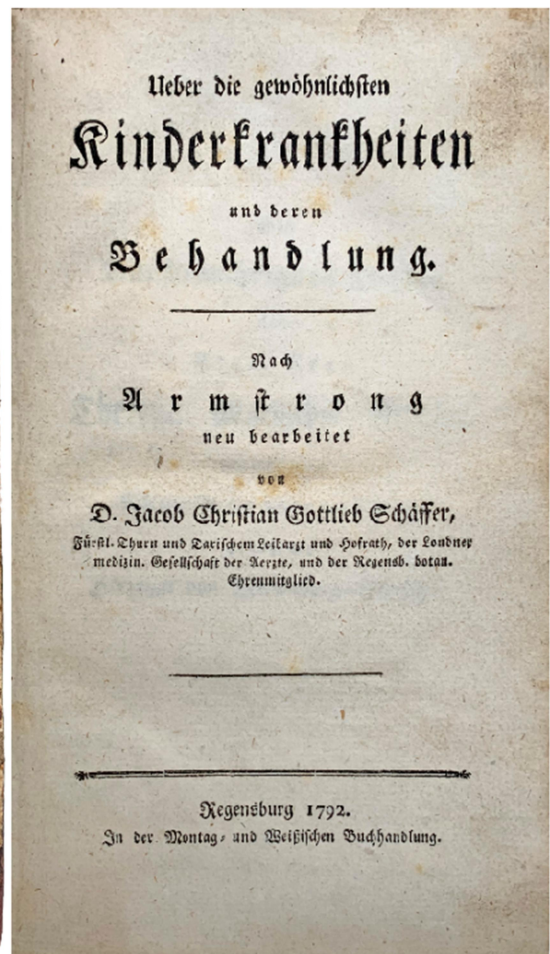 Ueber die gewöhnlichsten
Kinderkrankheiten
und deren
Behandlung.
Nach
Armstrong
neu bearbeitet
von
D. Jacob Christian Gottlieb Schäffer,
Fürstl. Thurn und Taxischem Leibarzt und Hofrath, der Londner
medizin. Gesellschaft der Aerzte, und der Regensb. botan.
Ehrenmitglied.
Regensburg 1792.
In der Montag- und Weißischen Buchhandlung.